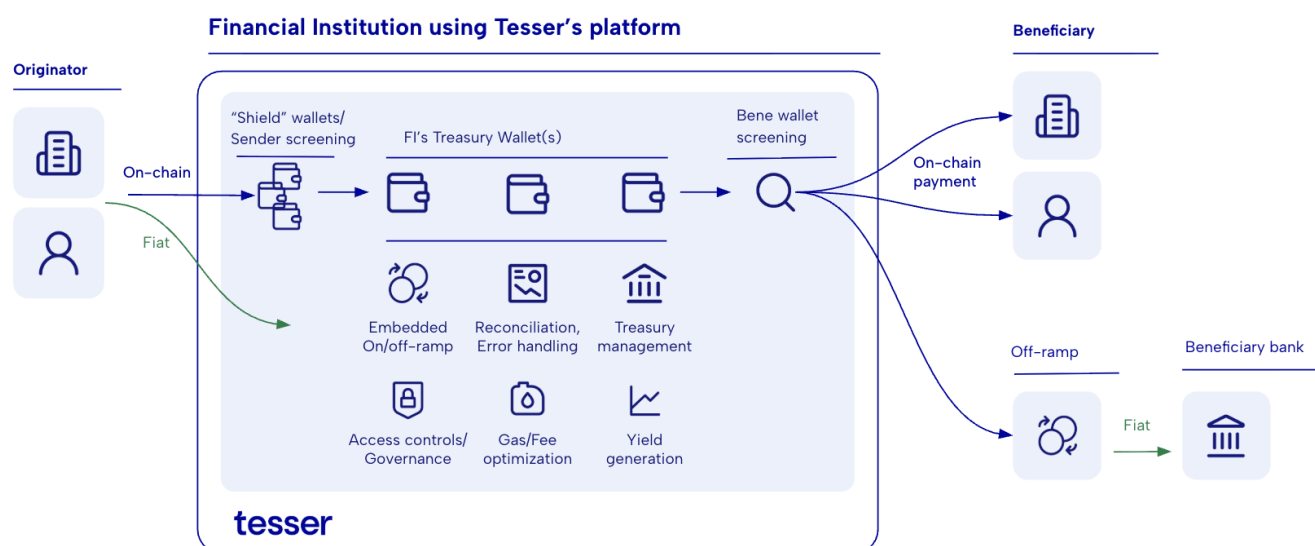 Financial Institution using Tesser's platform
Originator
On-chain
Fiat
“Shield” wallets/
Sender screening
FI's Treasury Wallet(s)
Bene wallet
screening
Embedded
On/off-ramp
Reconciliation,
Error handling
Treasury
management
Access controls/
Governance
Gas/Fee
optimization
Yield
generation
tesser
Beneficiary
On-chain
payment
Off-ramp
Fiat
Beneficiary bank